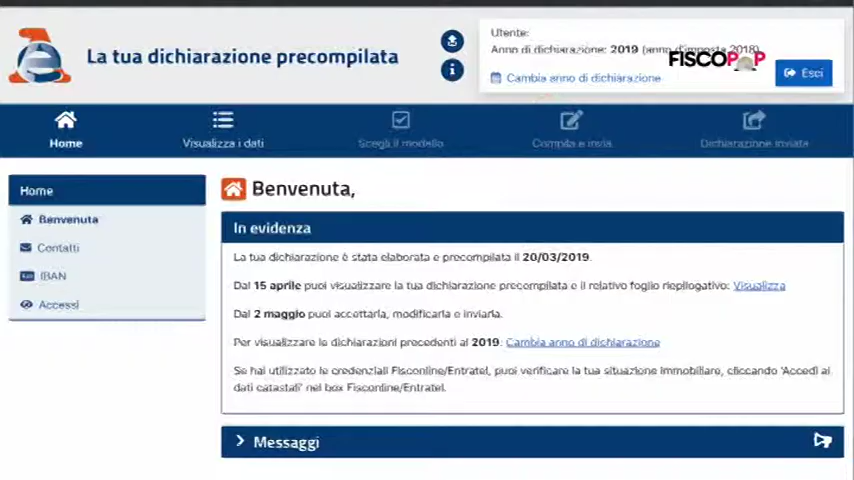 La tua dichiarazione precompilata
Utente:
Anno di dichiarazione: 2019 (anno d'imposta 2018)
FISCOPOP
Cambia anno di dichiarazione
Esci
Home
Visualizza i dati
Scegli il modello
Compila e invia
Dichiarazione inviata
Home
Benvenuta
Contatti
IBAN
Accessi
Benvenuta,
In evidenza
La tua dichiarazione è stata elaborata e precompilata il 20/03/2019.
Dal 15 aprile puoi visualizzare la tua dichiarazione precompilata e il relativo foglio riepilogativo: Visualizza
Dal 2 maggio puoi accettarla, modificarla e inviarla.
Per visualizzare le dichiarazioni precedenti al 2019: Cambia anno di dichiarazione
Se hai utilizzato le credenziali Fisconline/Entratel, puoi verificare la tua situazione immobiliare, cliccando 'Accedi ai
dati catastali' nel box Fisconline/Entratel.
Messaggi